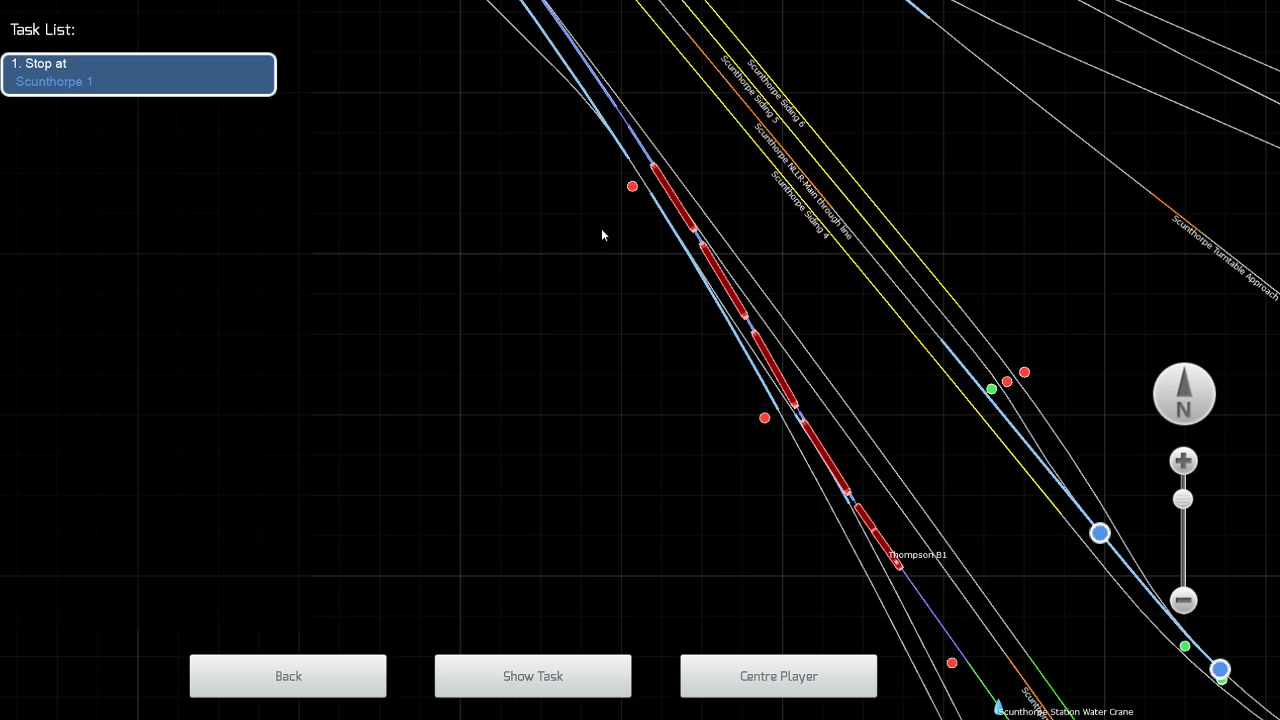 Task List:
1. Stop at
Scunthorpe 1
Scunthorpe Siding 6
Scunthorpe Siding 5
Scunthorpe NLLR-Main through line
Scunthorpe Siding 4
Scunthorpe Turntable Approach
N
Thompson B1
Back
Show Task
Centre Player
Scunthorpe Station Water Crane